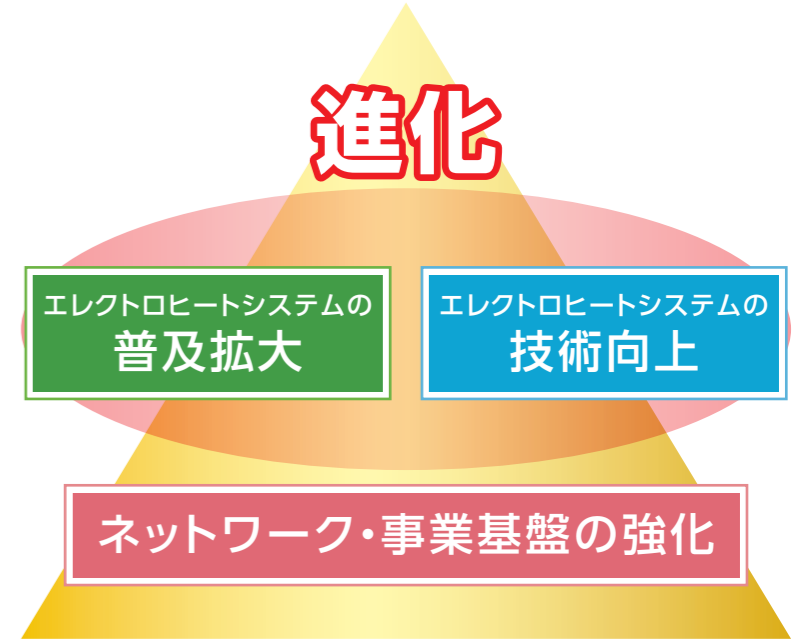 進化
エレクトロヒートシステムの
普及拡大
エレクトロヒートシステムの
技術向上
ネットワーク・事業基盤の強化